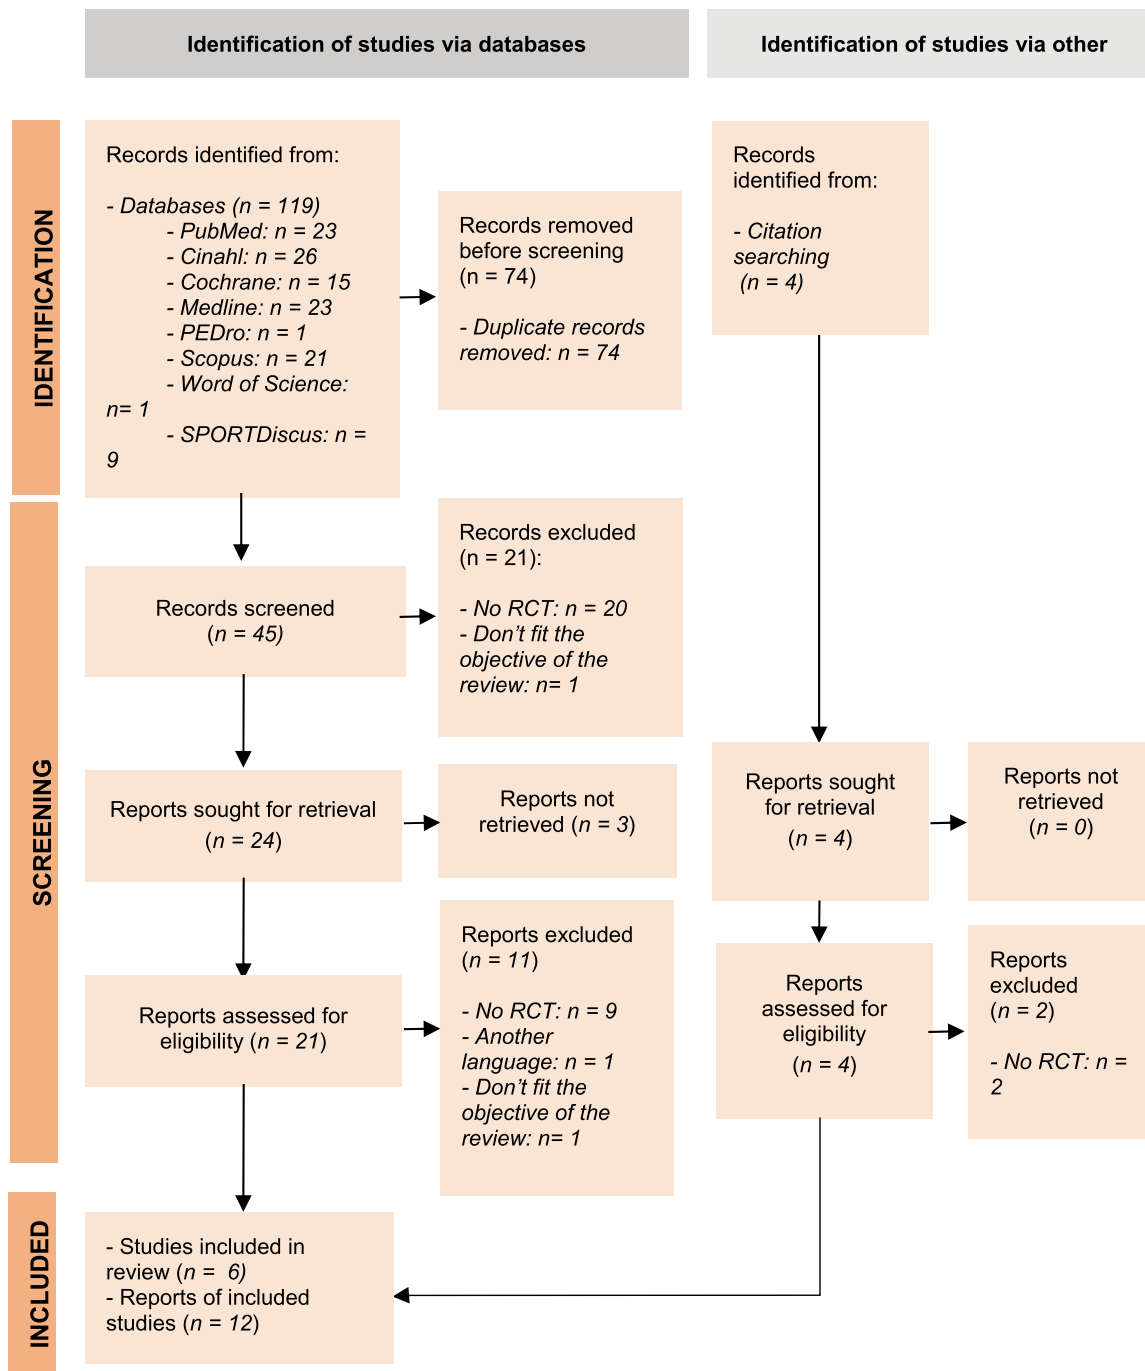 Identification of studies via databases
Identification of studies via other
IDENTIFICATION
Records identified from:
- Databases (n = 119)
- PubMed: n = 23
- Cinahl: n = 26
- Cochrane: n = 15
- Medline: n = 23
- PEDro: n = 1
- Scopus: n = 21
- Word of Science:
n= 1
- SPORTDiscus: n =
9
Records removed
before screening
(n = 74)
- Duplicate records
removed: n = 74
Records
identified from:
- Citation
searching
(n = 4)
SCREENING
Records screened
(n = 45)
Records excluded
(n = 21):
- No RCT: n = 20
- Don’t fit the
objective of the
review: n= 1
Reports sought for retrieval
(n = 24)
Reports not
retrieved (n = 3)
Reports sought
for retrieval
(n = 4)
Reports not
retrieved
(n = 0)
Reports assessed for
eligibility (n = 21)
Reports excluded
(n = 11)
- No RCT: n = 9
- Another
language: n = 1
- Don’t fit the
objective of the
review: n= 1
Reports
assessed for
eligibility
(n = 4)
Reports
excluded
(n = 2)
- No RCT: n =
2
INCLUDED
- Studies included in
review (n = 6)
- Reports of included
studies (n = 12)